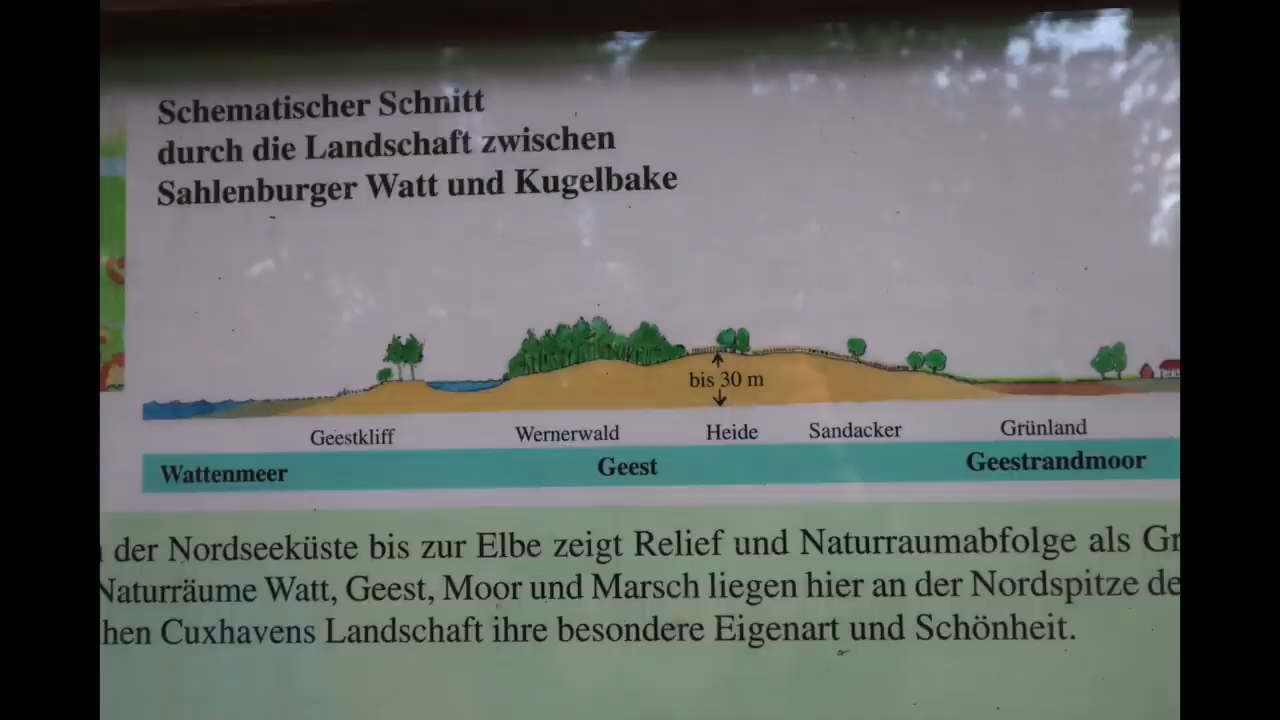 Schematischer Schnitt
durch die Landschaft zwischen
Sahlenburger Watt und Kugelbake
bis 30 m
Geestkliff Wernerwald Heide Sandacker Grünland
Wattenmeer Geest Geestrandmoor
der Nordseeküste bis zur Elbe zeigt Relief und Naturraumabfolge als
Naturräume Watt, Geest, Moor und Marsch liegen hier an der Nordspitze
Cuxhavens Landschaft ihre besondere Eigenart und Schönheit.